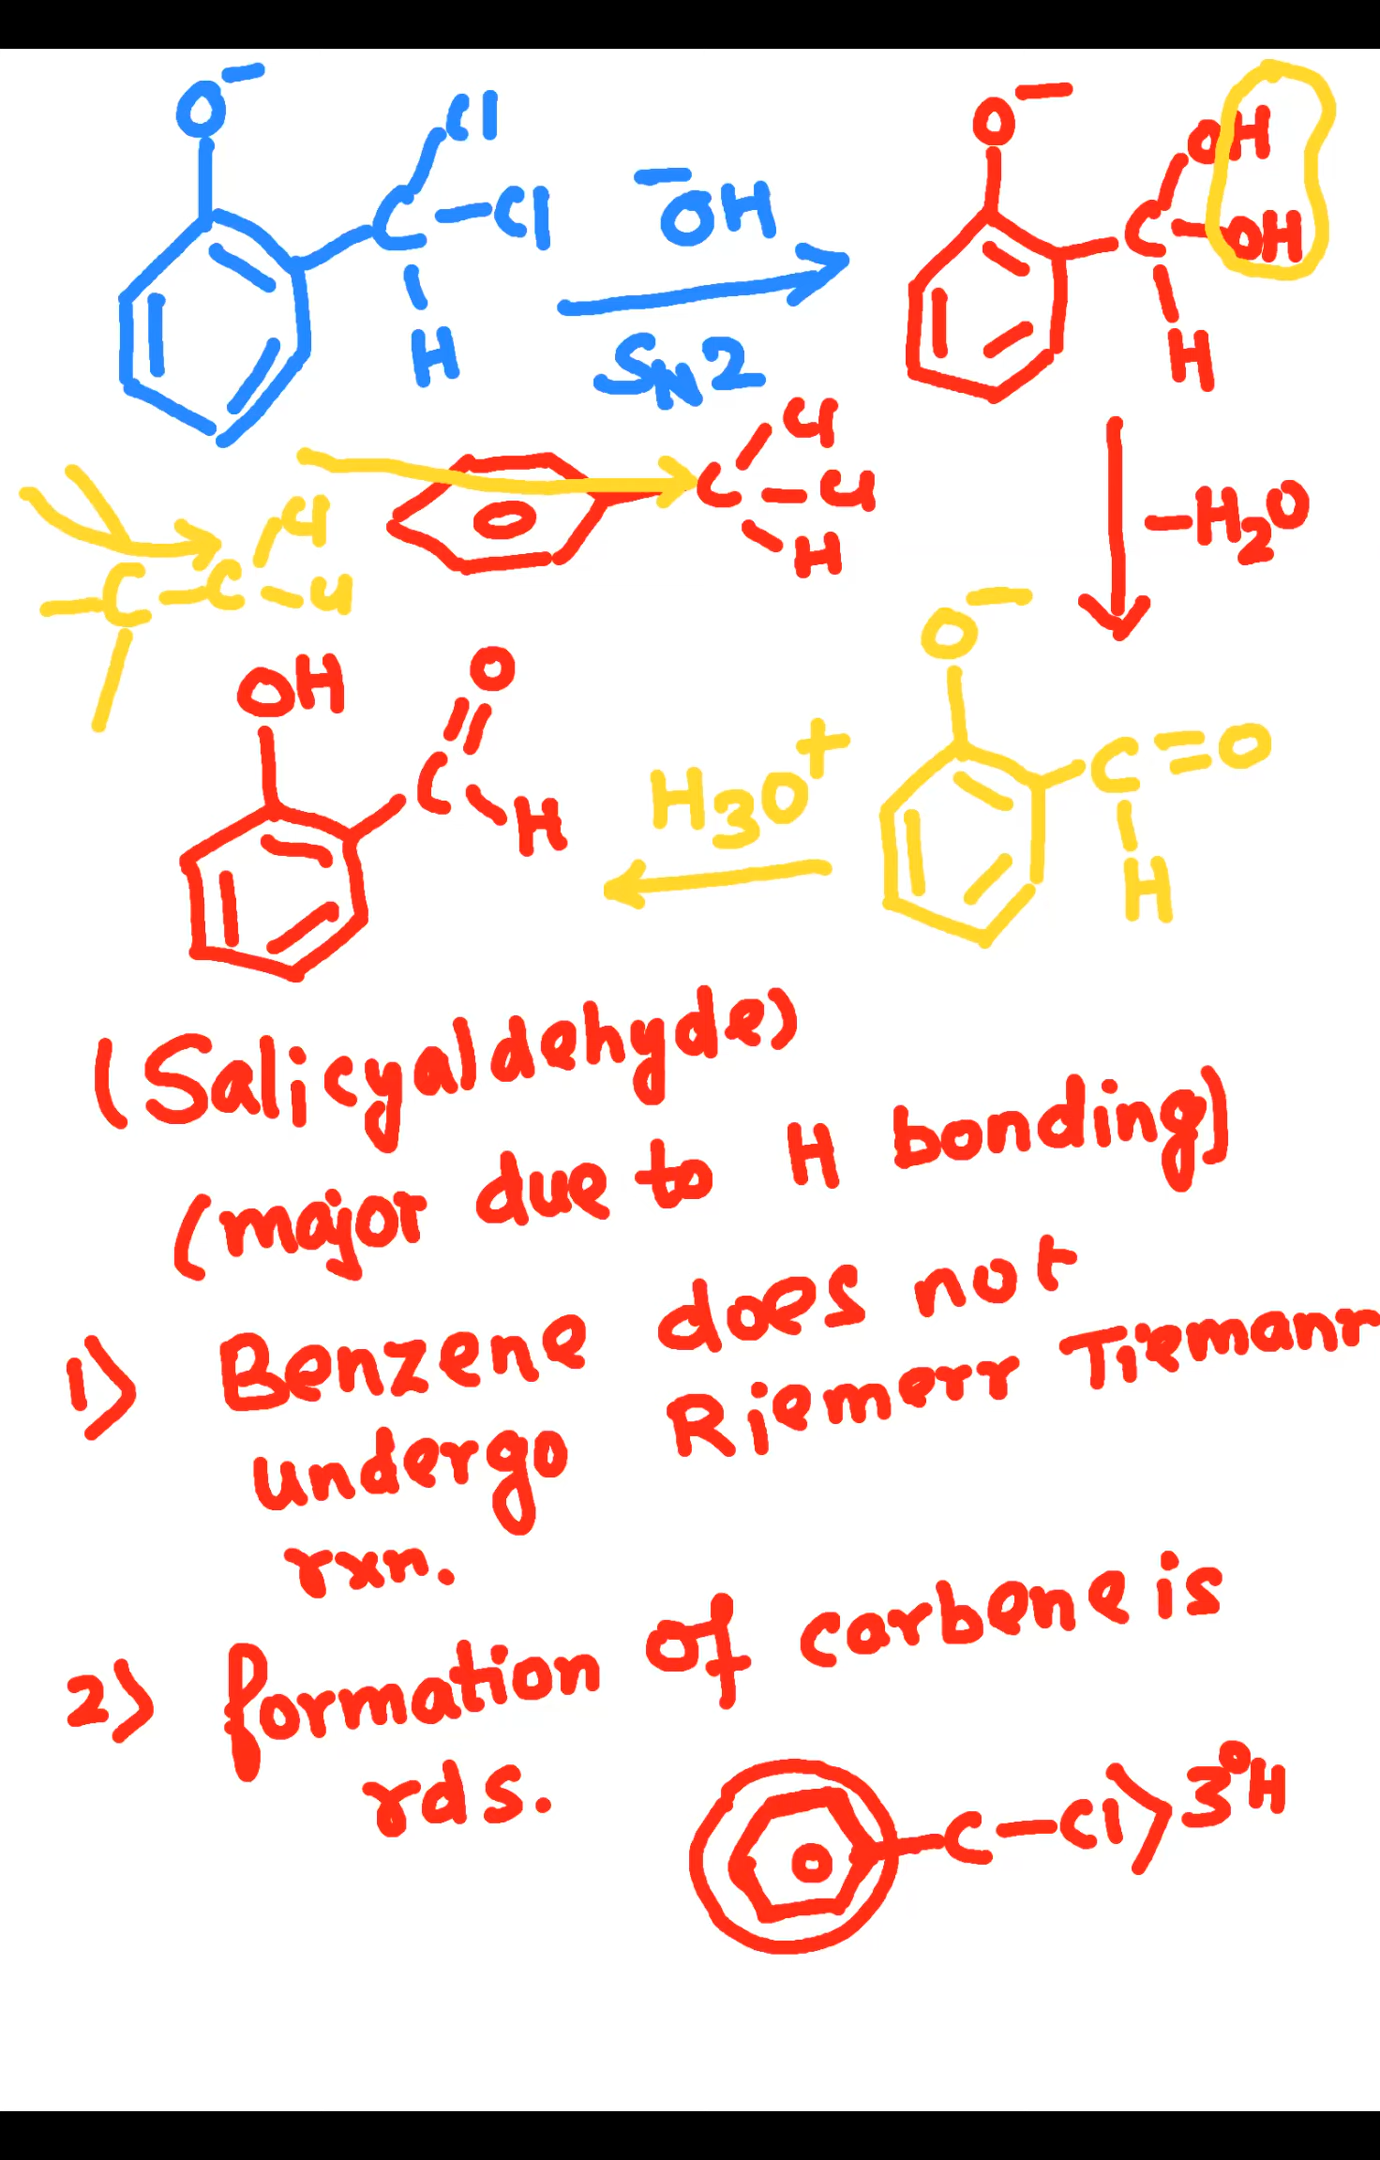 O⁻
Cl
C-Cl
H
⁻OH
SN2
O⁻
OH
C-OH
H
Cl
C-Cl
H
-H2O
Cl
-C-C-Cl
O⁻
C=O
H
H3O+
OH
O
C
H
(Salicyaldehyde)
(major due to H bonding)
1) Benzene does not
undergo Riemerr Tiemanr
rxn.
2) formation of carbene is
rds.
C-Cl) 3°H